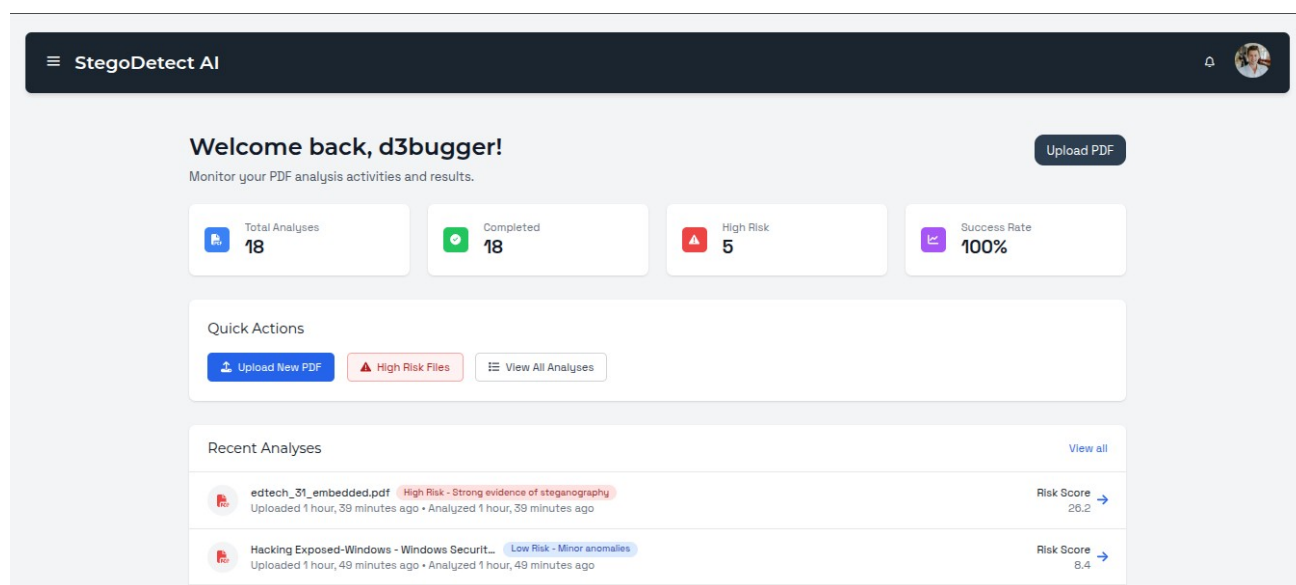 StegoDetect AI
Welcome back, d3bugger!
Upload PDF
Monitor your PDF analysis activities and results.
Total Analyses
18
Completed
18
High Risk
5
Success Rate
100%
Quick Actions
Upload New PDF
High Risk Files
View All Analyses
Recent Analyses
View all
edtech_31_embedded.pdf High Risk - Strong evidence of steganography
Uploaded 1 hour, 39 minutes ago • Analyzed 1 hour, 39 minutes ago
Risk Score
26.2
Hacking Exposed-Windows - Windows Securit... Low Risk - Minor anomalies
Uploaded 1 hour, 49 minutes ago • Analyzed 1 hour, 49 minutes ago
Risk Score
8.4